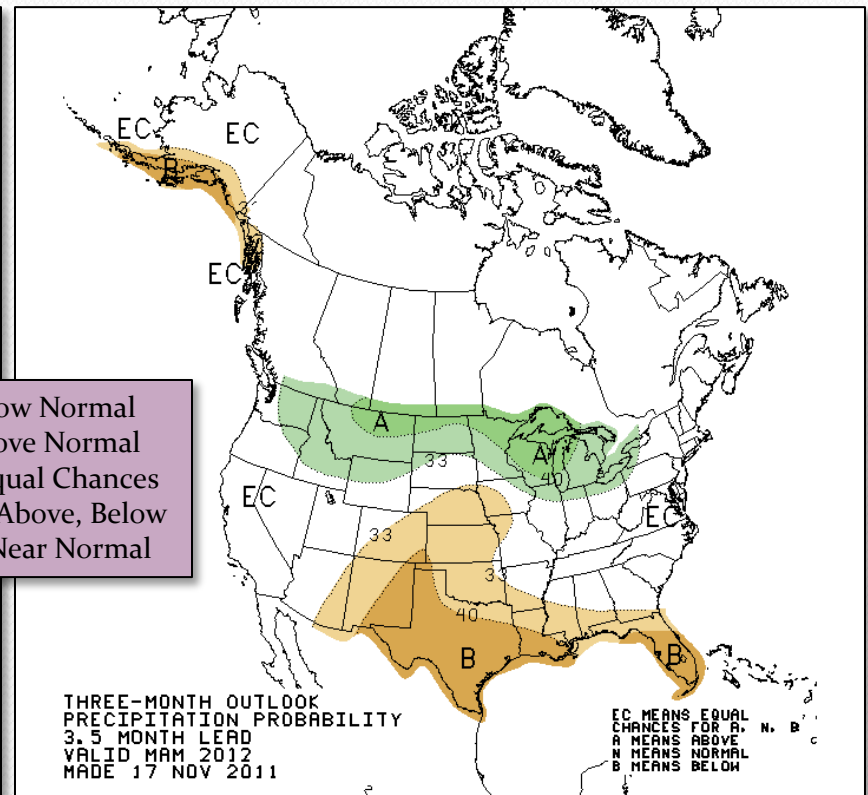 EC
EC
B
EC
ow Normal
ove Normal
qual Chances
Above, Below
Near Normal
A
33
A
40
EC
EC
33
33
40
B
B
THREE-MONTH OUTLOOK
PRECIPITATION PROBABILITY
3.5 MONTH LEAD
VALID MAM 2012
MADE 17 NOV 2011
EC MEANS EQUAL
CHANCES FOR A, N, B
A MEANS ABOVE
N MEANS NORMAL
B MEANS BELOW